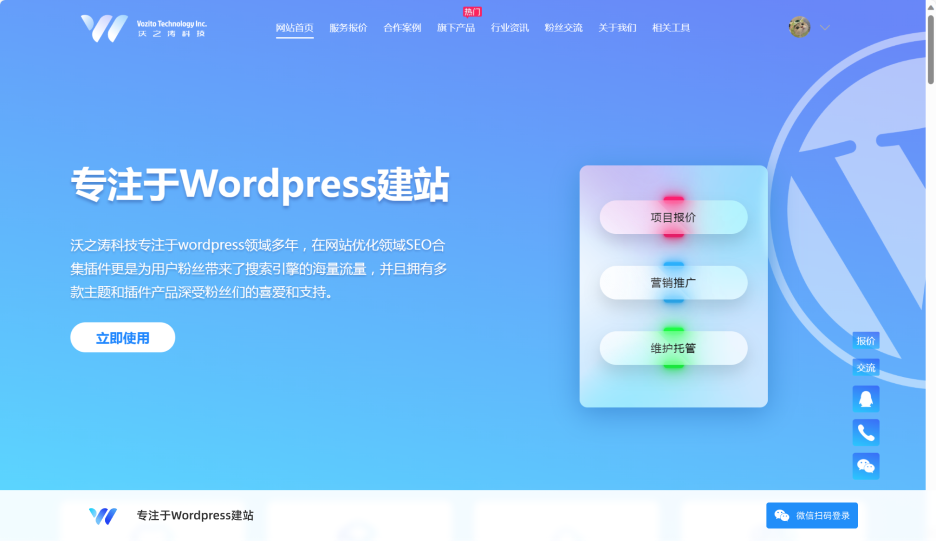 Vozito Technology Inc.
沃之涛科技
热门
网站首页 服务报价 合作案例 旗下产品 行业资讯 粉丝交流 关于我们 相关工具
专注于Wordpress建站
沃之涛科技专注于wordpress领域多年，在网站优化领域SEO合
集插件更是为用户粉丝带来了搜索引擎的海量流量，并且拥有多
款主题和插件产品深受粉丝们的喜爱和支持。
立即使用
项目报价
营销推广
维护托管
报价
交流
专注于Wordpress建站
微信扫码登录